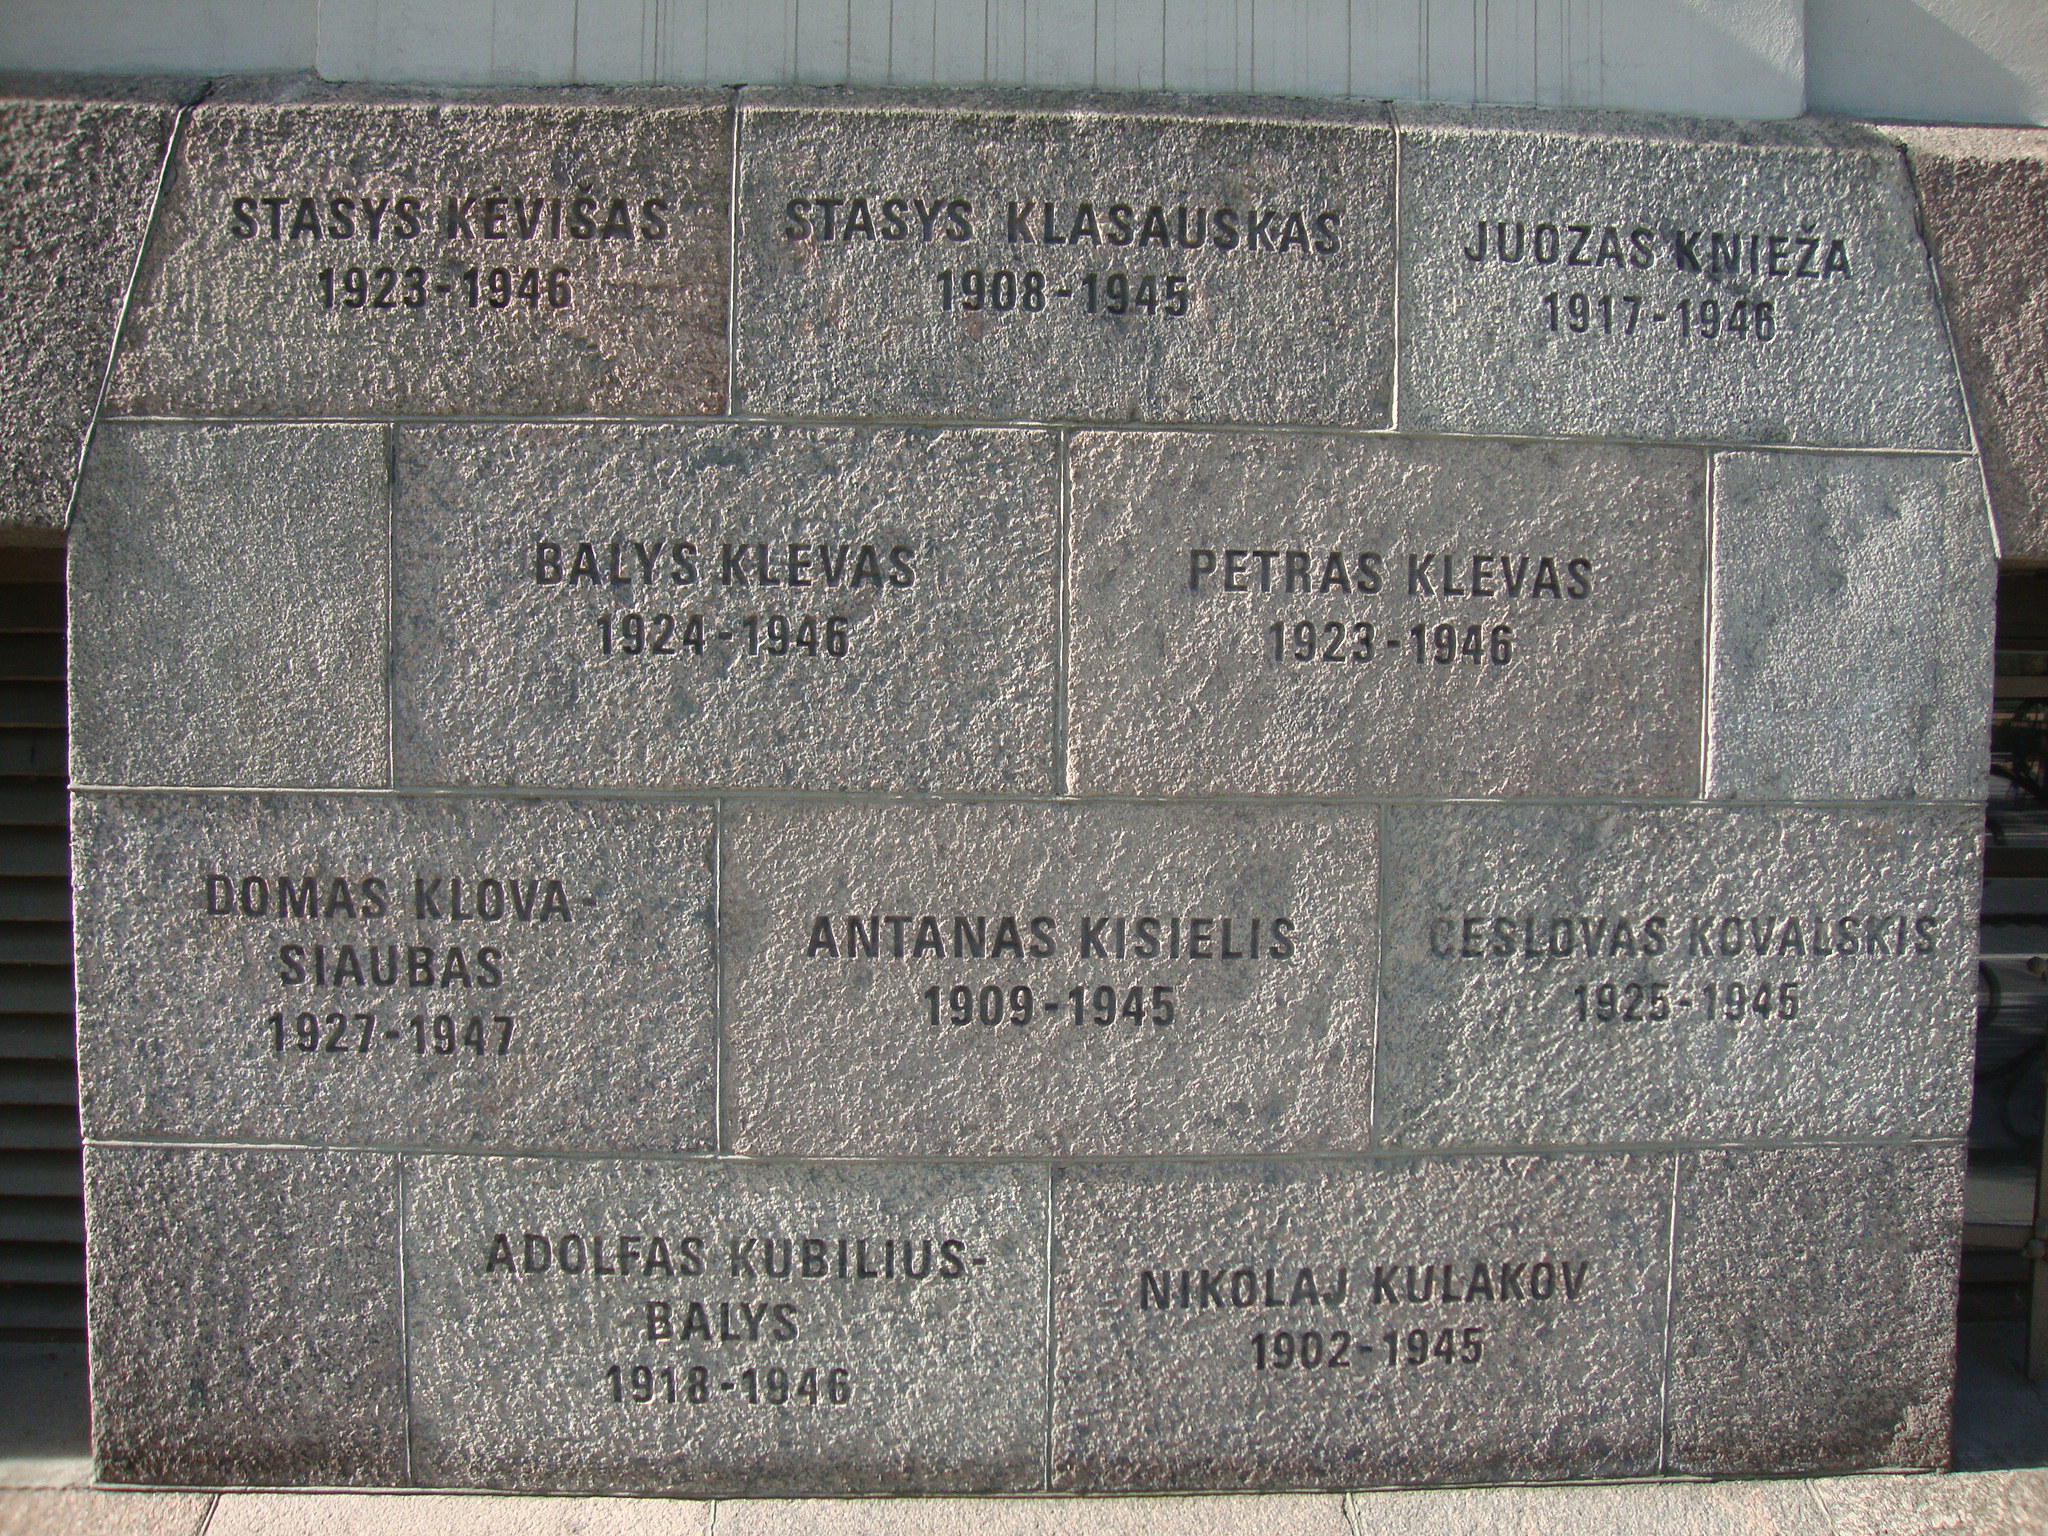 STASYS KĖVIŠAS
1923-1946
STASYS KLASAUSKAS
1908-1945
JUOZAS KNIEŽA
1917-1946
BALYS KLEVAS
1924-1946
PETRAS KLEVAS
1923-1946
DOMAS KLOVA-
SIAUBAS
1927-1947
ANTANAS KISIELIS
1909-1945
CESLOVAS KOVALSKIS
1925-1945
ADOLFAS KUBILIUS-
BALYS
1918-1946
NIKOLAJ KULAKOV
1902-1945